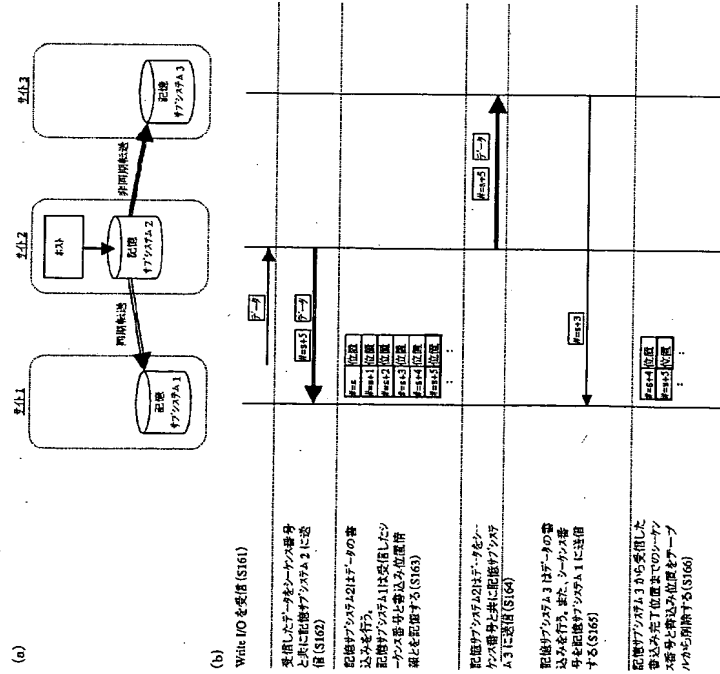 (a)
サイト1
サイト2
サイト3
ホスト
同期転送
非同期転送
記憶
サブシステム1
記憶
サブシステム2
記憶
サブシステム3
(b)
Write I/Oを受信(S161)
データ
受信したデータをシーケンス番号
と共に記憶サブシステム2に送
信(S162)
#=s+5 データ
記憶サブシステム2はデータの書
込みを行う。
記憶サブシステム1は受信したシ
ーケンス番号と書込み位置情
報とを記憶する(S163)
#=s 位置
#=s+1 位置
#=s+2 位置
#=s+3 位置
#=s+4 位置
#=s+5 位置
: :
記憶サブシステム2はデータをシー
ケンス番号と共に記憶サブシステ
ム3に送信(S164)
#=s+5 データ
記憶サブシステム3はデータの書
込みを行う。また、シーケンス番
号を記憶サブシステム1に送信
する(S165)
#=s+3
記憶サブシステム3から受信した
書込み完了位置までのシーケン
ス番号と書込み位置をテーブ
ルから削除する(S166)
#=s+4 位置
#=s+5 位置
: :